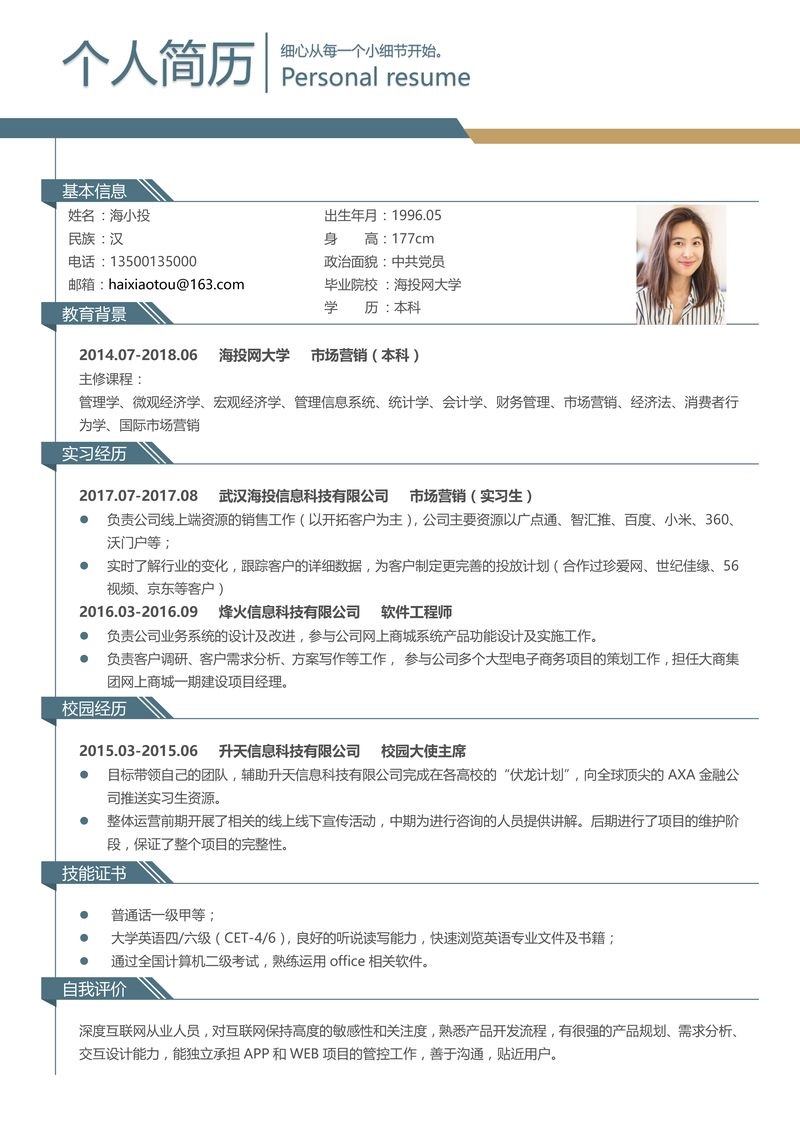 个人简历
细心从每一个小细节开始。
Personal resume
基本信息
姓名：海小投
出生年月：1996.05
民族：汉
身 高：177cm
电话：13500135000
政治面貌：中共党员
邮箱：haixiaotou@163.com
毕业院校：海投网大学
学 历：本科
教育背景
2014.07-2018.06 海投网大学 市场营销（本科）
主修课程：
管理学、微观经济学、宏观经济学、管理信息系统、统计学、会计学、财务管理、市场营销、经济法、消费者行
为学、国际市场营销
实习经历
2017.07-2017.08 武汉海投信息科技有限公司 市场营销（实习生）
● 负责公司线上端资源的销售工作（以开拓客户为主），公司主要资源以广点通、智汇推、百度、小米、360、
沃门户等；
● 实时了解行业的变化，跟踪客户的详细数据，为客户制定更完善的投放计划（合作过珍爱网、世纪佳缘、56
视频、京东等客户）
2016.03-2016.09 烽火信息科技有限公司 软件工程师
● 负责公司业务系统的设计及改进，参与公司网上商城系统产品功能设计及实施工作。
● 负责客户调研、客户需求分析、方案写作等工作， 参与公司多个大型电子商务项目的策划工作，担任大商集
团网上商城一期建设项目经理。
校园经历
2015.03-2015.06 升天信息科技有限公司 校园大使主席
● 目标带领自己的团队，辅助升天信息科技有限公司完成在各高校的“伏龙计划”，向全球顶尖的 AXA 金融公
司推送实习生资源。
● 整体运营前期开展了相关的线上线下宣传活动，中期为进行咨询的人员提供讲解。后期进行了项目的维护阶
段，保证了整个项目的完整性。
技能证书
● 普通话一级甲等；
● 大学英语四/六级（CET-4/6），良好的听说读写能力，快速浏览英语专业文件及书籍；
● 通过全国计算机二级考试，熟练运用 office 相关软件。
自我评价
深度互联网从业人员，对互联网保持高度的敏感性和关注度，熟悉产品开发流程，有很强的产品规划、需求分析、
交互设计能力，能独立承担 APP 和 WEB 项目的管控工作，善于沟通，贴近用户。